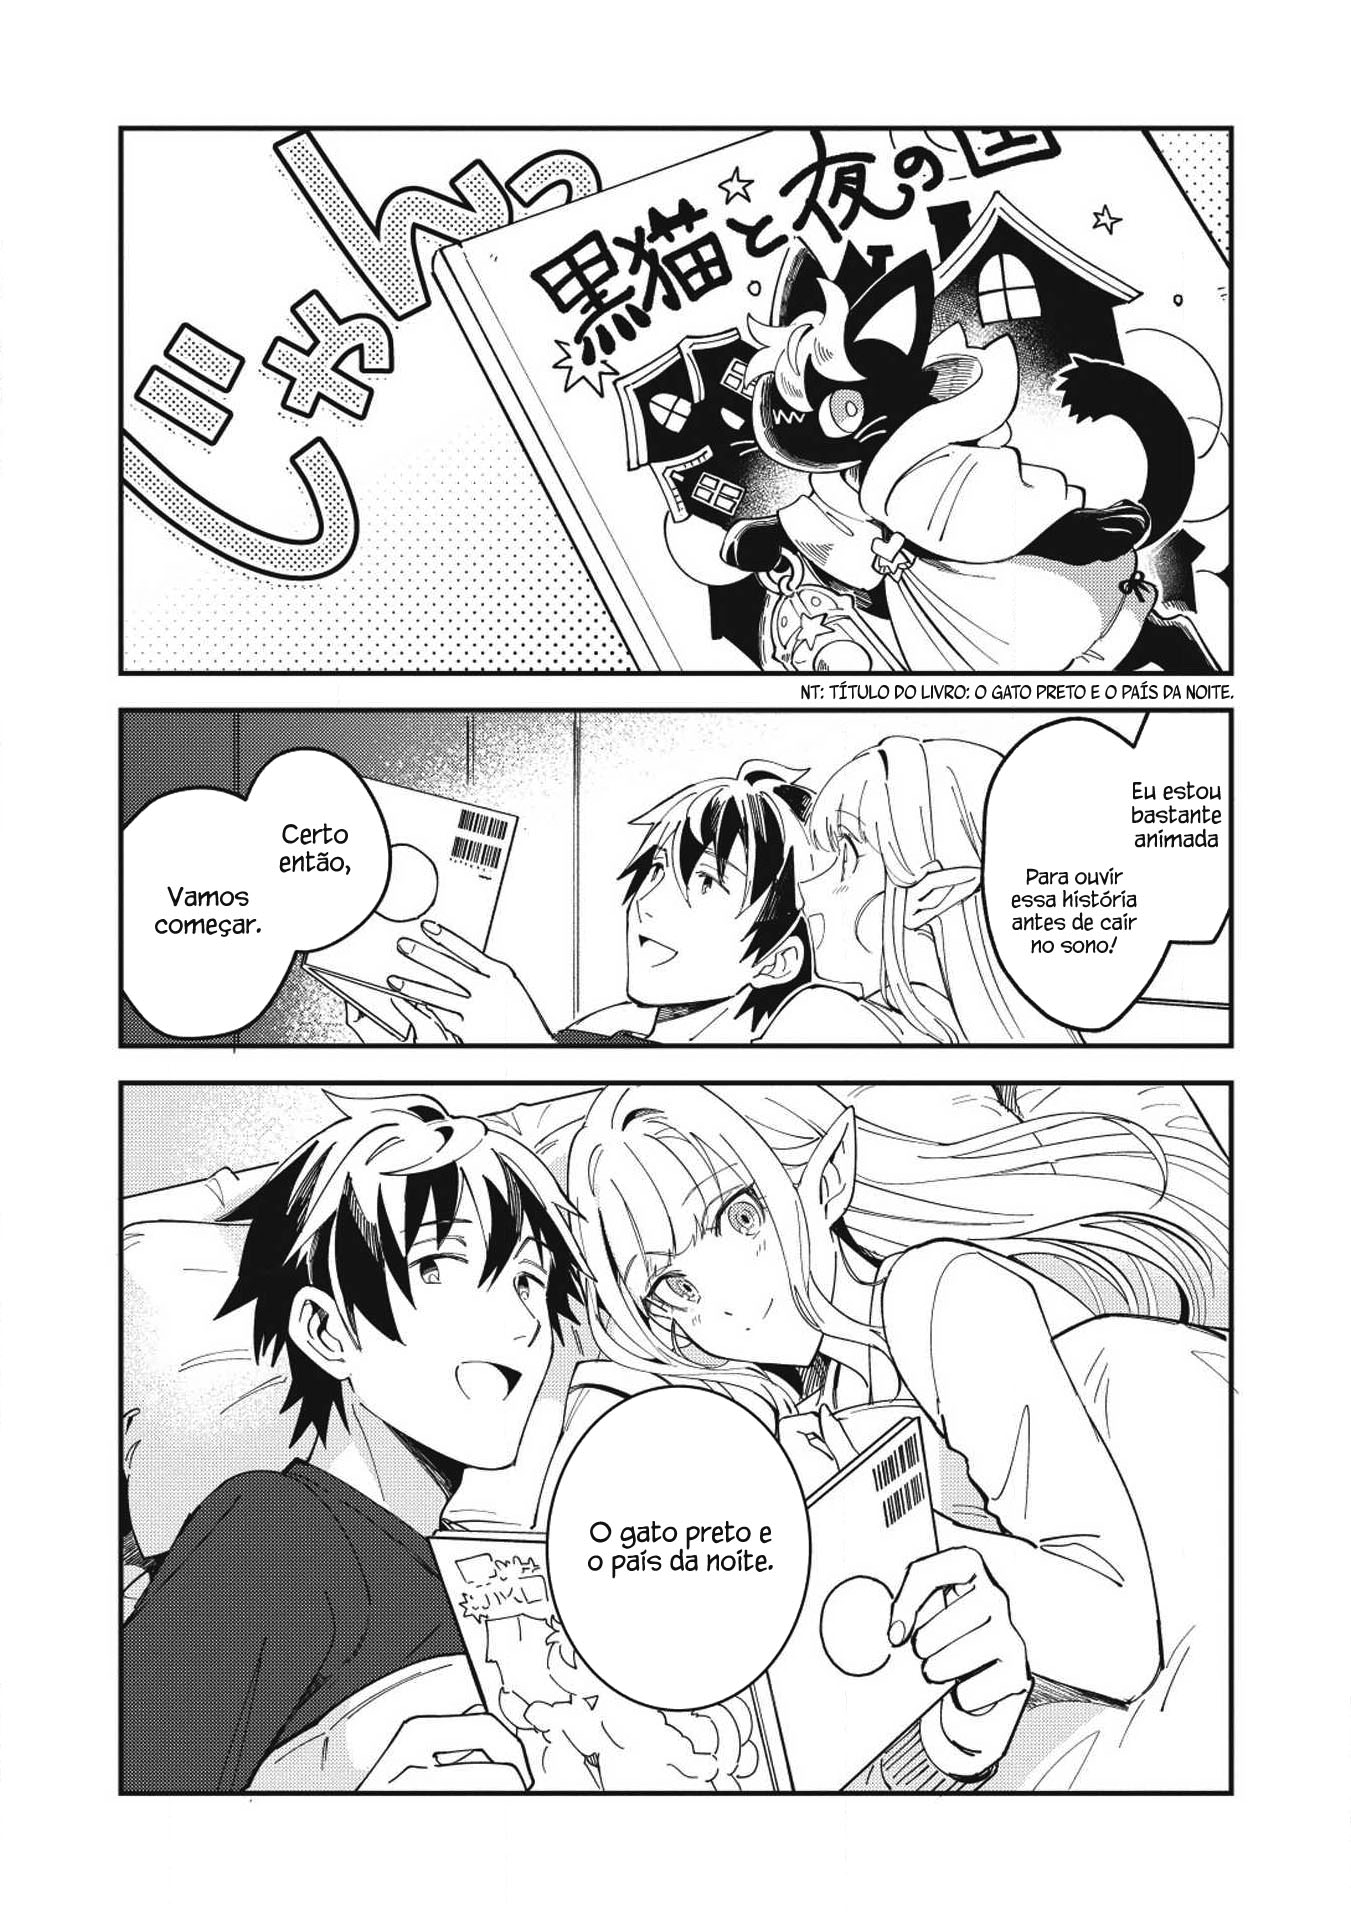 じゃんっ
黒猫と夜の国
NT: TÍTULO DO LIVRO: O GATO PRETO E O PAÍS DA NOITE.
Eu estou
bastante
animada
Para ouvir
essa história
antes de cair
no sono!
Certo
então,
Vamos
começar.
O gato preto e
o país da noite.